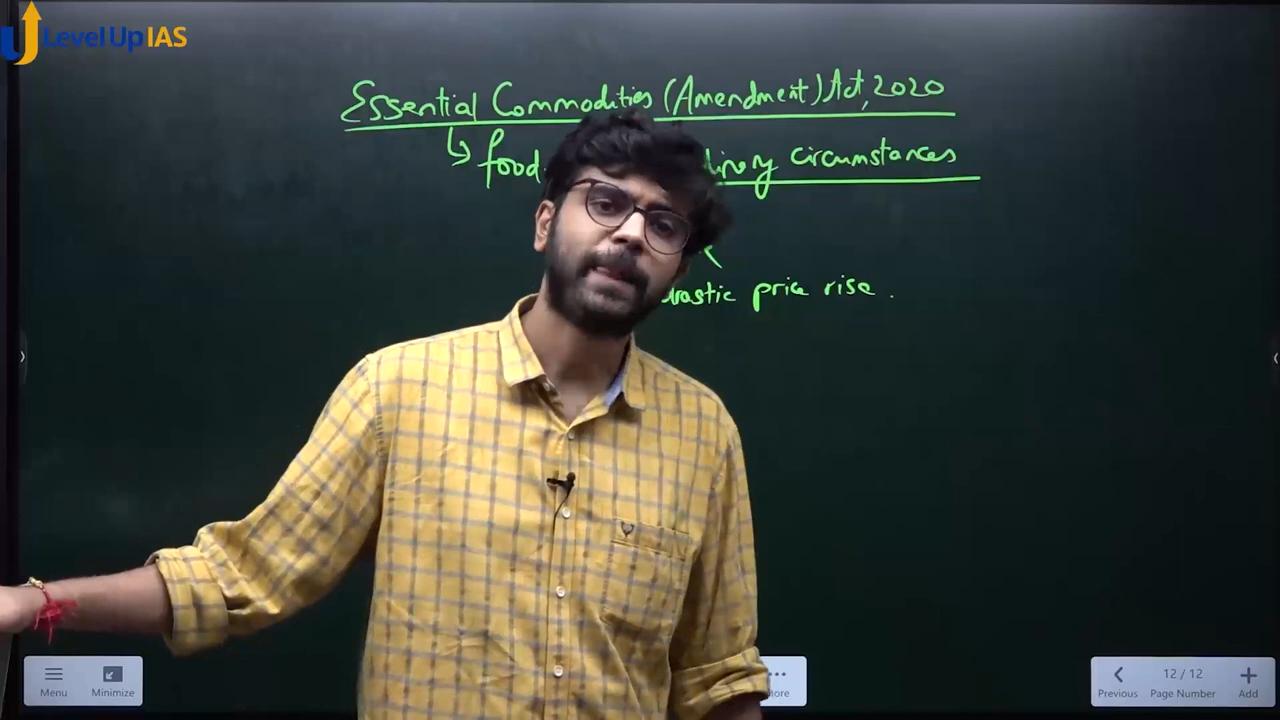 Level Up IAS
Essential Commodities (Amendment) Act, 2020
food circumstances
price rise.
Menu
Minimize
Previous
12 / 12
Page Number
Add